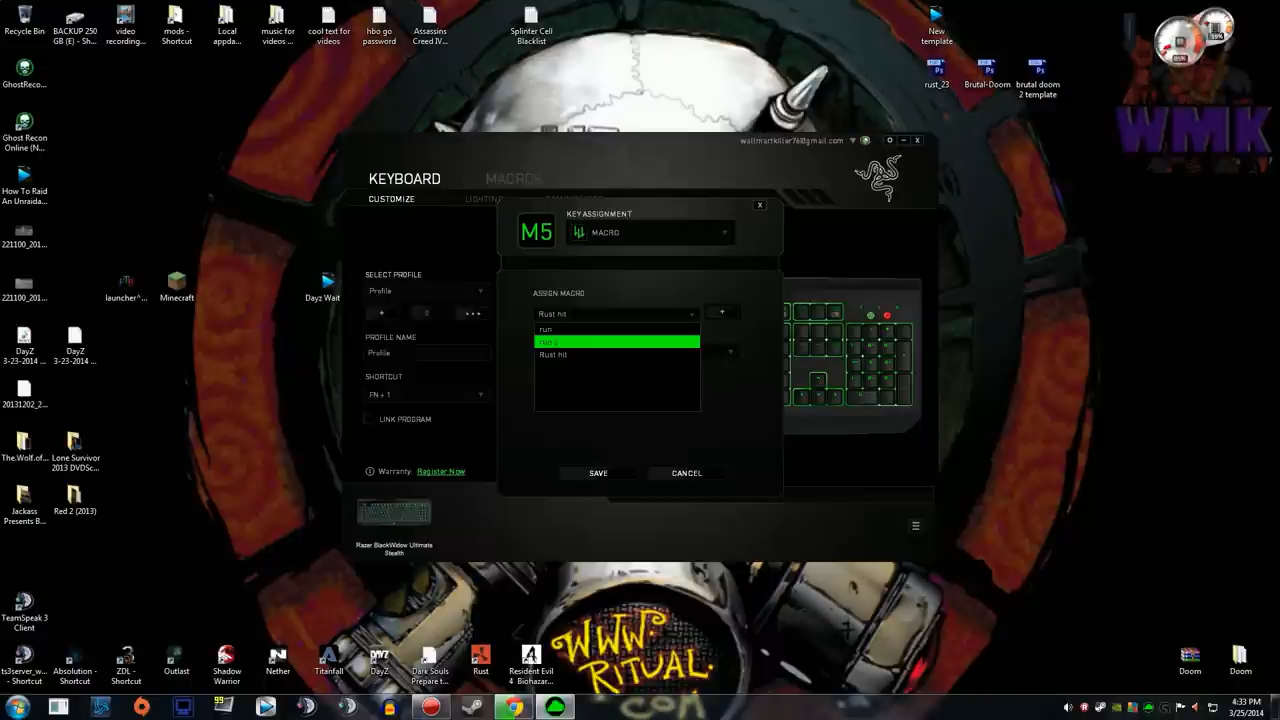 Recycle Bin
BACKUP 250 GB (E) - Sh...
video recording...
mods - Shortcut
Local appda...
music for videos ...
cool text for videos
hbo go password
Assassins Creed IV...
Splinter Cell Blacklist
New template
GhostReco...
rust_23
Brutal-Doom
brutal doom 2 template
WMK
Ghost Recon Online (N...
wallmartkiller76@gmail.com
KEYBOARD
MACROS
CUSTOMIZE
LIGHTING
How To Raid An Unraida...
M5
KEY ASSIGNMENT
MACRO
X
221100_201...
SELECT PROFILE
Profile
221100_201...
launcher^...
Minecraft
Dayz Wait
ASSIGN MACRO
Rust hit
run
Rust hit
PROFILE NAME
Profile
DayZ 3-23-2014 ...
DayZ 3-23-2014 ...
SHORTCUT
FN + 1
20131202_2...
LINK PROGRAM
The.Wolf.of...
Lone Survivor 2013 DVDSc...
Warranty: Register Now
SAVE
CANCEL
Jackass Presents B...
Red 2 (2013)
Razer BlackWidow Ultimate
Stealth
TeamSpeak 3 Client
WWW.
RITUAL.
COM
ts3server_w... - Shortcut
Absolution - Shortcut
ZDL - Shortcut
Outlast
Shadow Warrior
Nether
Titanfall
DayZ
Dark Souls Prepare t...
Rust
Resident Evil 4 Biohazar...
Doom
Doom
99
4:33 PM
3/25/2014